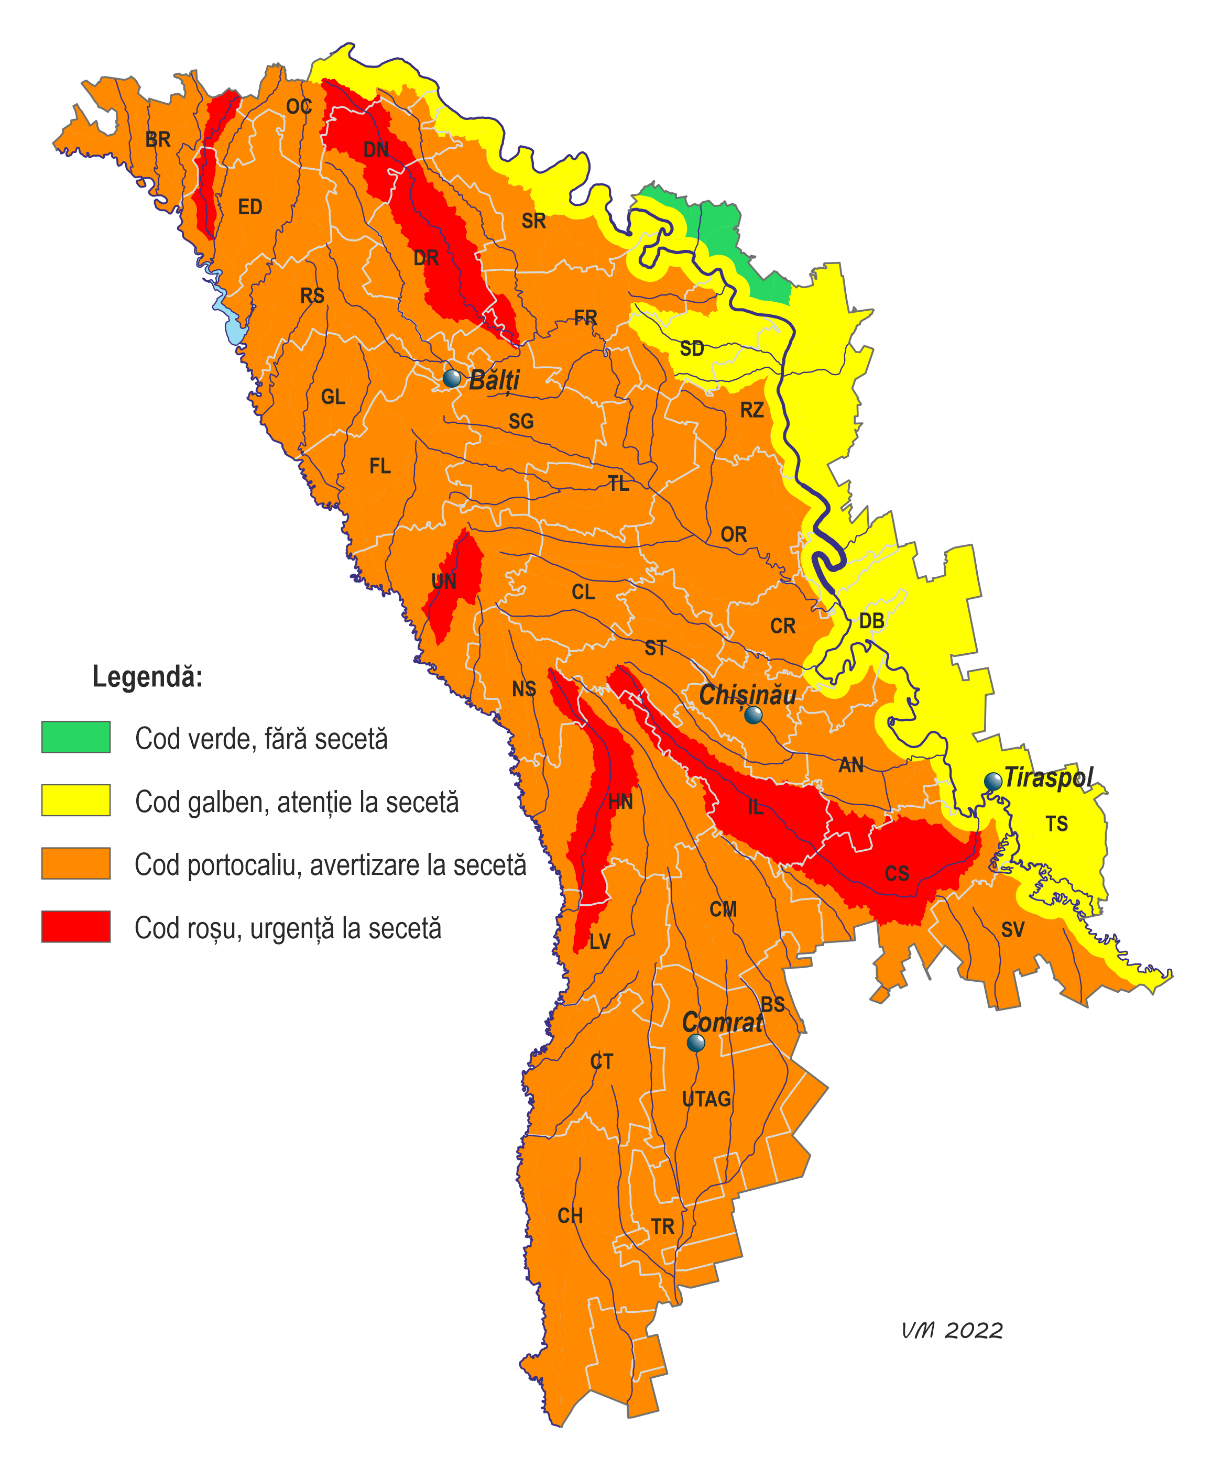 OC
BR
DN
ED
SR
DR
RS
FR
SD
Bălți
GL
RZ
SG
FL
TL
OR
UN
CL
DB
CR
ST
Legendă:
NS
Chișinău
Cod verde, fără secetă
AN
Tiraspol
Cod galben, atenție la secetă
HN
IL
TS
Cod portocaliu, avertizare la secetă
CS
CM
Cod roșu, urgență la secetă
LV
SV
BS
Comrat
CT
UTAG
CH
TR
VM 2022